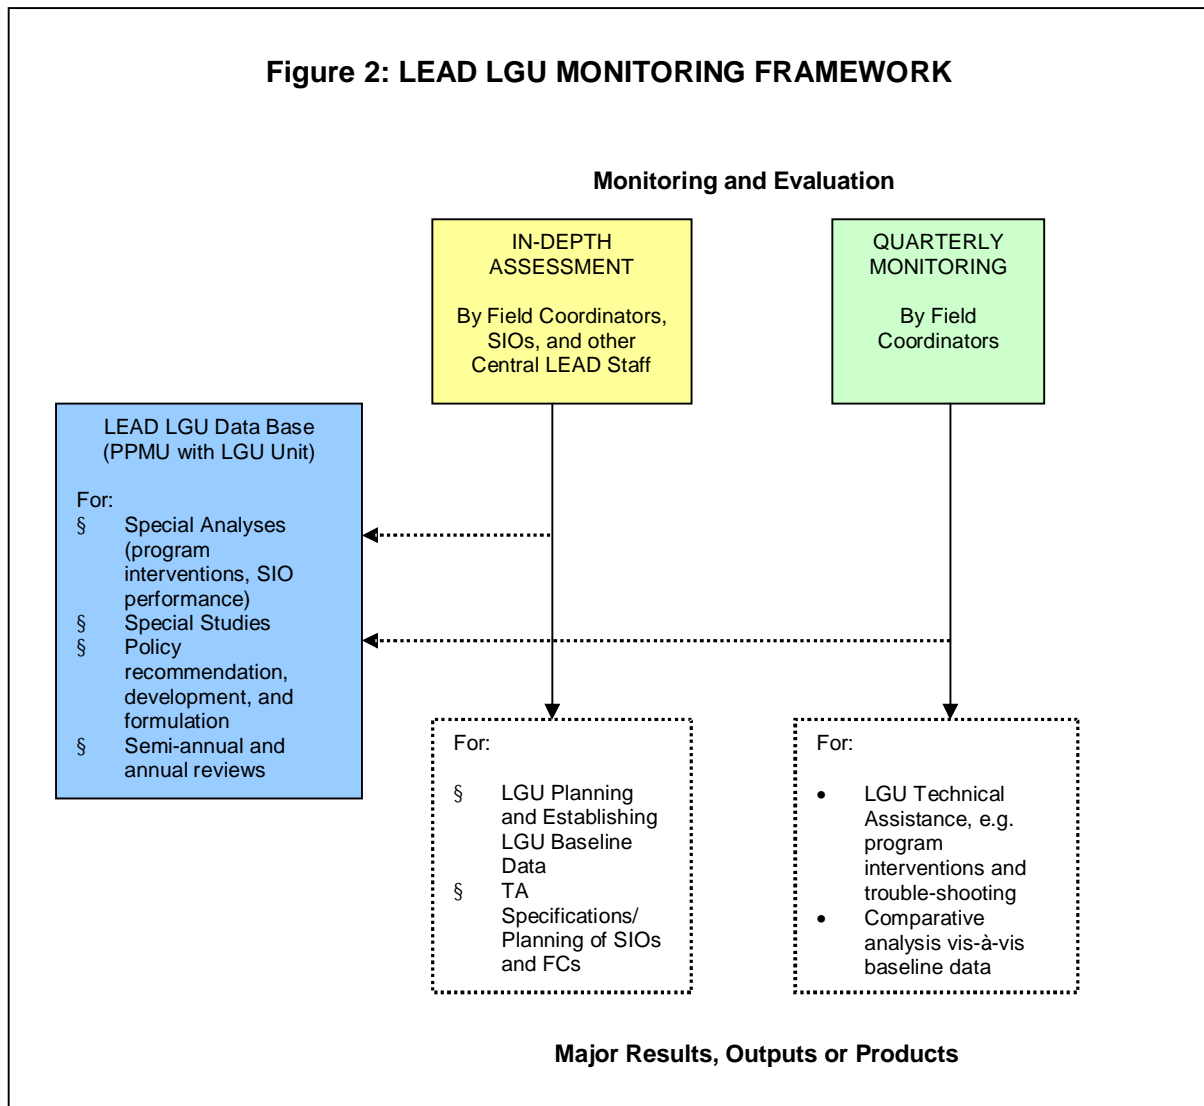 Figure 2: LEAD LGU MONITORING FRAMEWORK
Monitoring and Evaluation
IN-DEPTH
ASSESSMENT
By Field Coordinators,
SIOs, and other
Central LEAD Staff
QUARTERLY
MONITORING
By Field
Coordinators
LEAD LGU Data Base
(PPMU with LGU Unit)
For:
§ Special Analyses
(program
interventions, SIO
performance)
§ Special Studies
§ Policy
recommendation,
development, and
formulation
§ Semi-annual and
annual reviews
For:
§ LGU Planning
and Establishing
LGU Baseline
Data
§ TA
Specifications/
Planning of SIOs
and FCs
For:
• LGU Technical
Assistance, e.g.
program
interventions and
trouble-shooting
• Comparative
analysis vis-à-vis
baseline data
Major Results, Outputs or Products